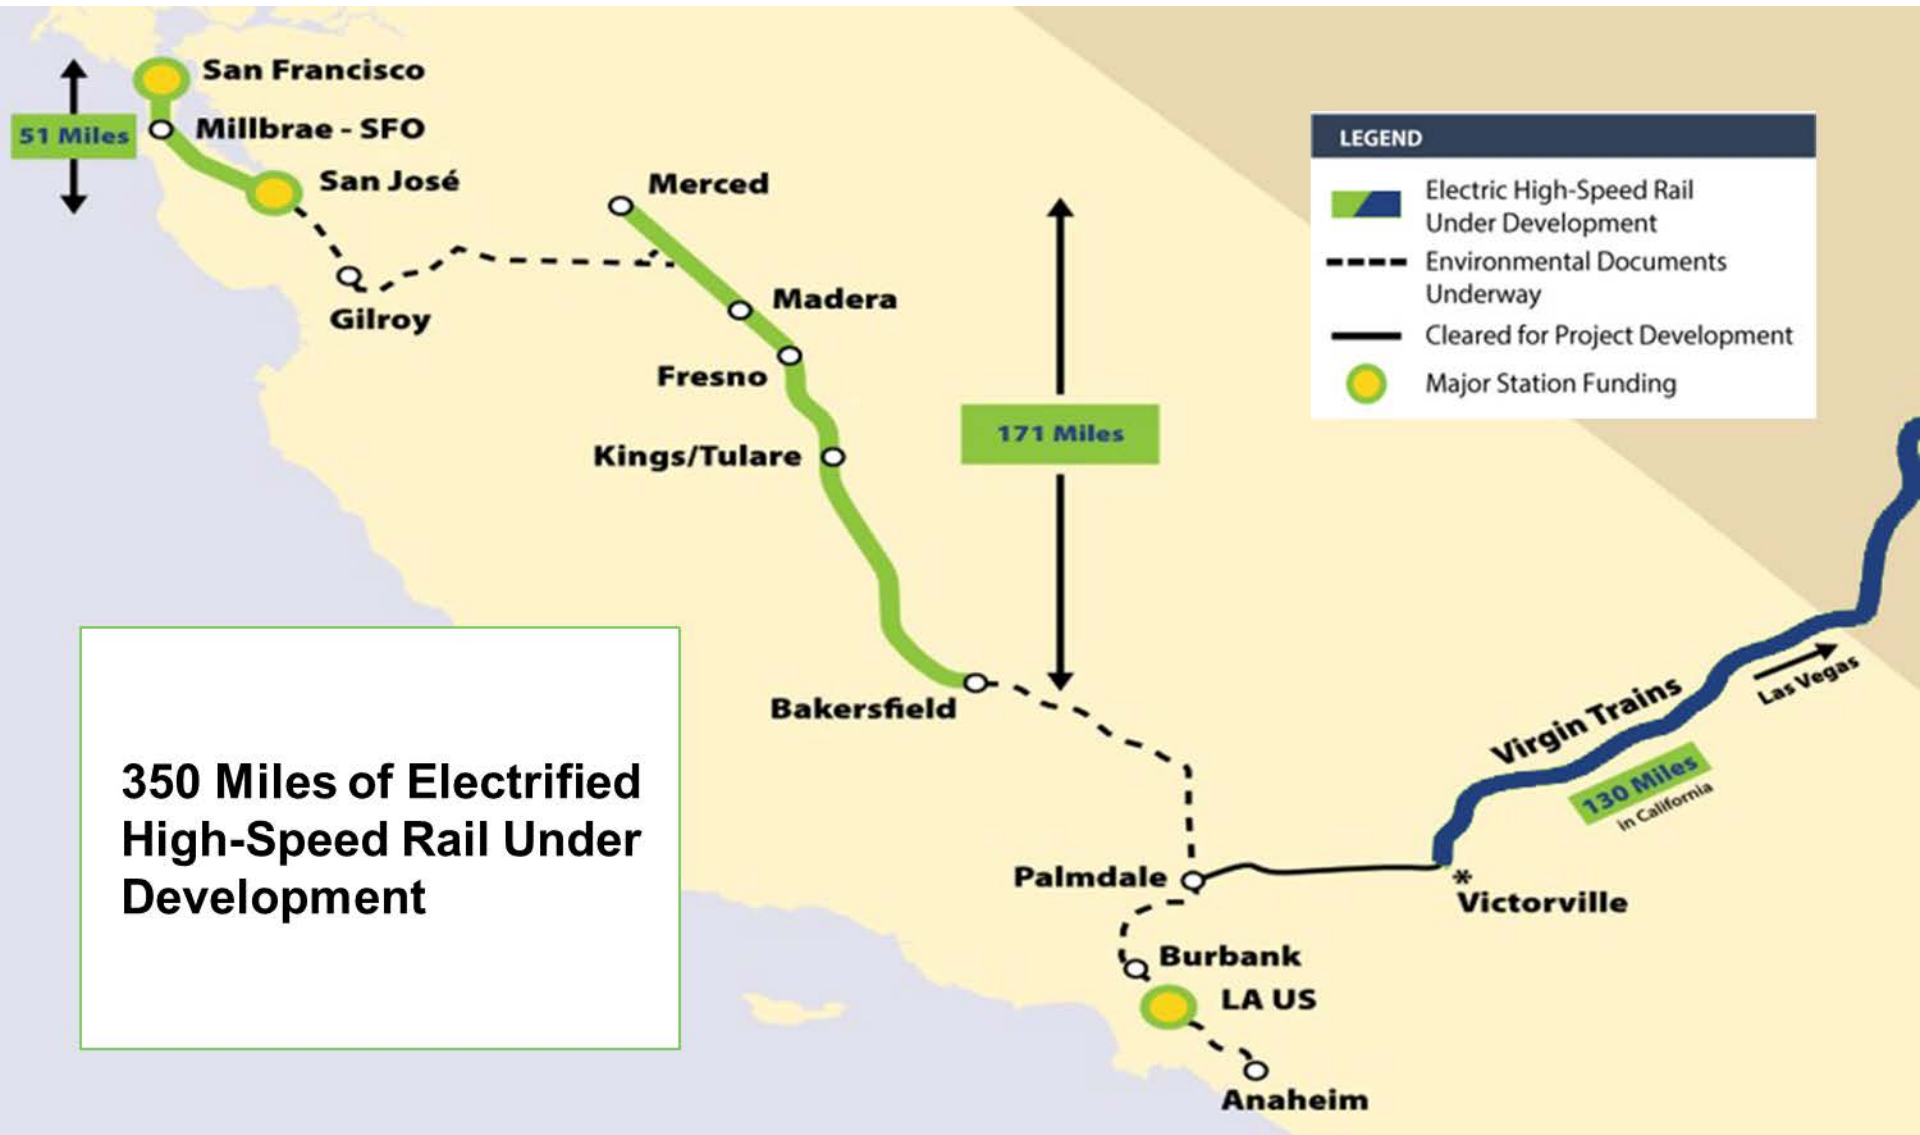 San Francisco
51 Miles
Millbrae - SFO
San José
Gilroy
Merced
Madera
Fresno
Kings/Tulare
171 Miles
Bakersfield
LEGEND
Electric High-Speed Rail
Under Development
Environmental Documents
Underway
Cleared for Project Development
Major Station Funding
Las Vegas
Virgin Trains
130 Miles
in California
350 Miles of Electrified
High-Speed Rail Under
Development
Palmdale
*
Victorville
Burbank
LA US
Anaheim